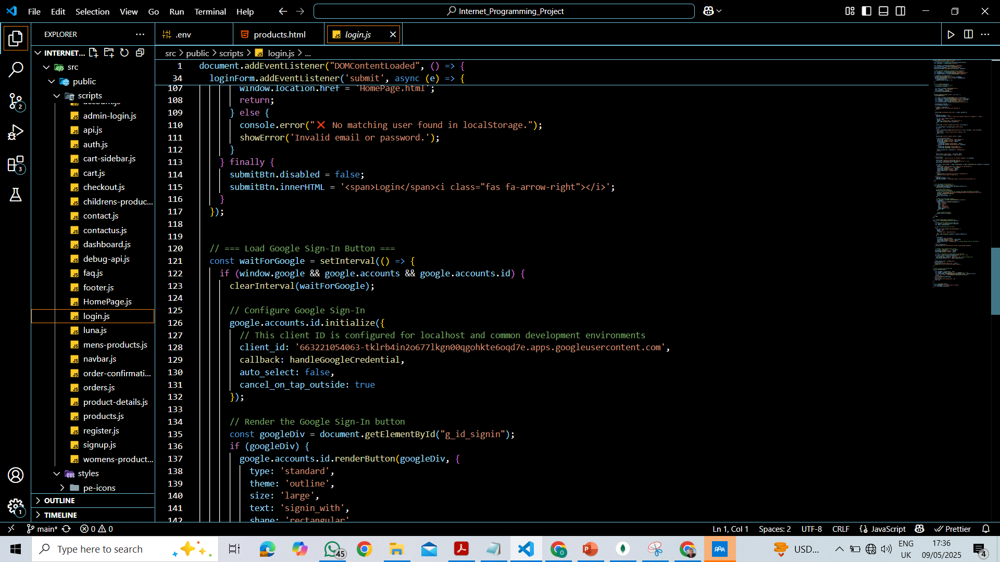 File Edit Selection View Go Run Terminal Help
Internet_Programming_Project
EXPLORER
.env
products.html
login.js
INTERNET...
src > public > scripts > JS login.js > ...
src
public
scripts
admin-login.js
api.js
auth.js
cart-sidebar.js
cart.js
checkout.js
childrens-produc...
contact.js
contactus.js
dashboard.js
debug-api.js
faq.js
footer.js
HomePage.js
login.js
luna.js
mens-products.js
navbar.js
order-confirmati...
orders.js
product-details.js
products.js
register.js
signup.js
womens-product...
styles
pe-icons
OUTLINE
TIMELINE
2
3
1
1 document.addEventListener("DOMContentLoaded", () => {
34 loginForm.addEventListener('submit', async (e) => {
107 window.location.href = 'HomePage.html';
108 return;
109 } else {
110 console.error("❌ No matching user found in localStorage.");
111 showError('Invalid email or password.');
112 }
113 } finally {
114 submitBtn.disabled = false;
115 submitBtn.innerHTML = '<span>Login</span><i class="fas fa-arrow-right"></i>';
116 }
117 });
118
119
120 // === Load Google Sign-In Button ===
121 const waitForGoogle = setInterval(() => {
122 if (window.google && google.accounts && google.accounts.id) {
123 clearInterval(waitForGoogle);
124
125 // Configure Google Sign-In
126 google.accounts.id.initialize({
127 // This client ID is configured for localhost and common development environments
128 client_id: '663221054063-tklrb4in2o677lkgn00qgohkte6oqd7e.apps.googleusercontent.com',
129 callback: handleGoogleCredential,
130 auto_select: false,
131 cancel_on_tap_outside: true
132 });
133
134 // Render the Google Sign-In button
135 const googleDiv = document.getElementById("g_id_signin");
136 if (googleDiv) {
137 google.accounts.id.renderButton(googleDiv, {
138 type: 'standard',
139 theme: 'outline',
140 size: 'large',
141 text: 'signin_with',
142 shape: 'rectangular'
main* 0 0
Ln 1, Col 1 Spaces: 2 UTF-8 CRLF {} JavaScript Prettier
Type here to search
45
USD...
ENG
UK
17:36
09/05/2025
4